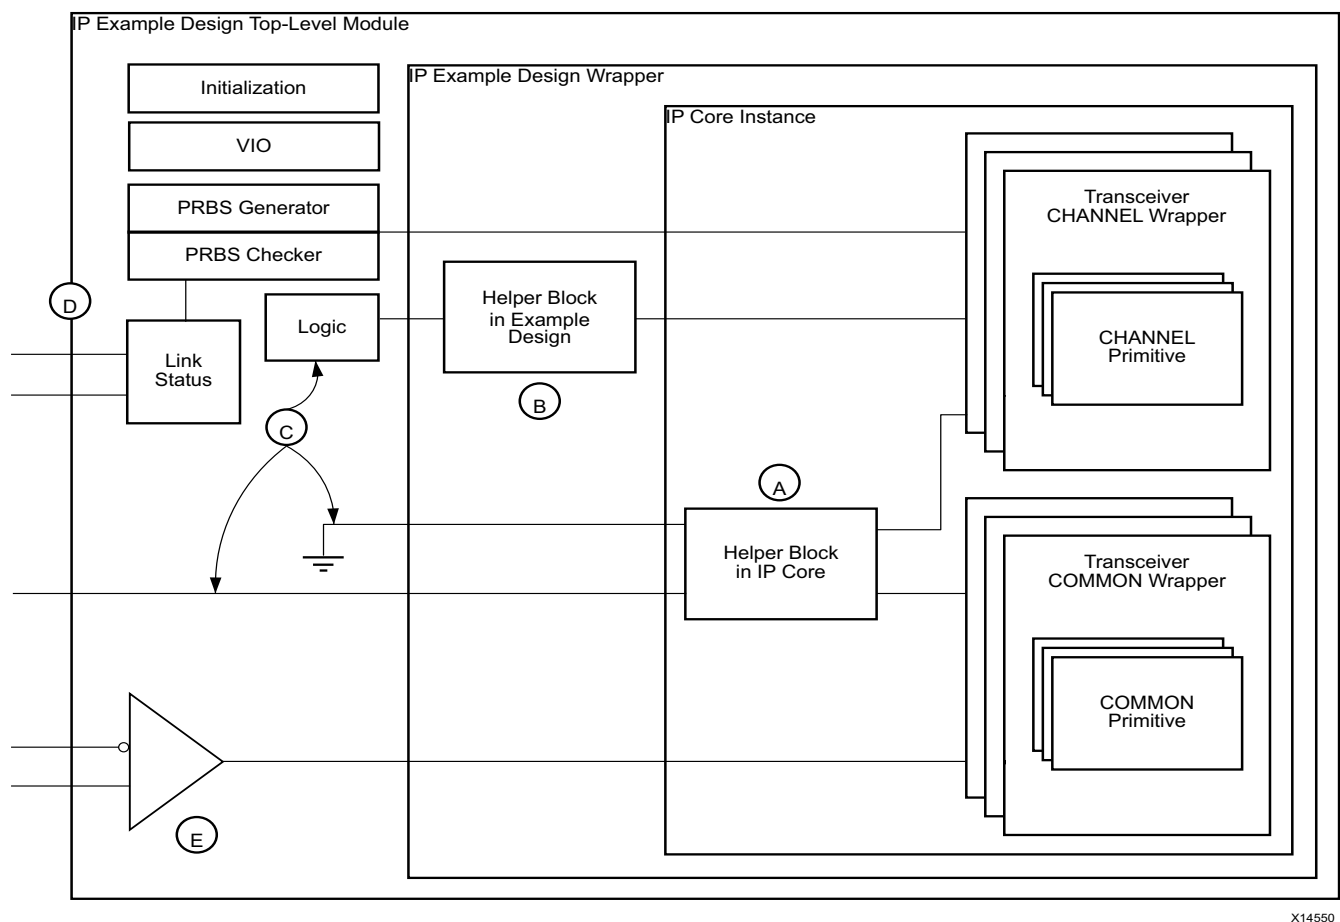 IP Example Design Top-Level Module
Initialization
VIO
PRBS Generator
PRBS Checker
D
Link
Status
Logic
C
IP Example Design Wrapper
Helper Block
in Example
Design
B
IP Core Instance
Transceiver
CHANNEL Wrapper
CHANNEL
Primitive
A
Helper Block
in IP Core
Transceiver
COMMON Wrapper
COMMON
Primitive
E
X14550